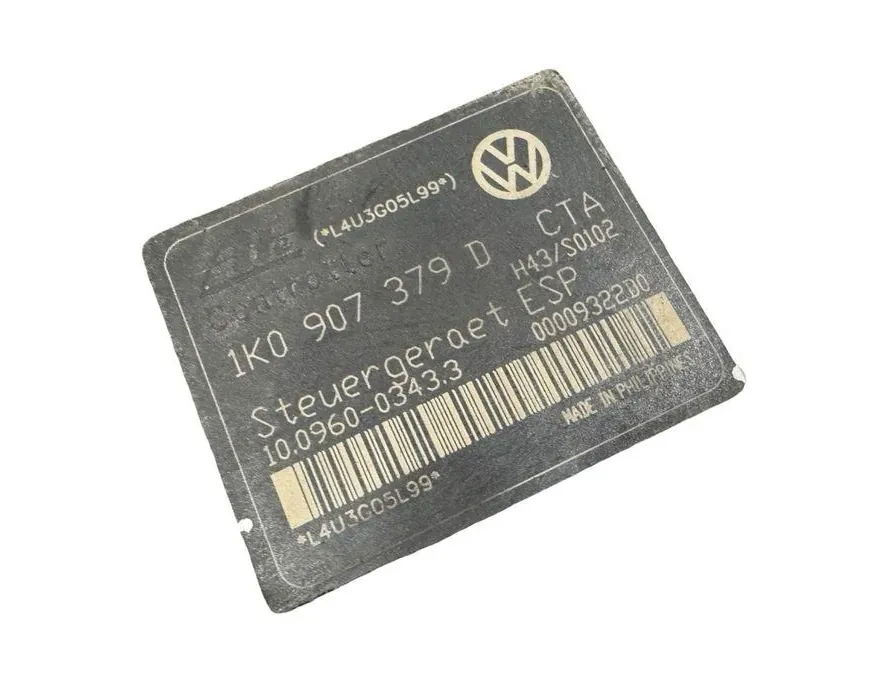 ate (*L4U3G05L99*)
Controller
1K0 907 379 D CTA
H43/S0102
Steuergeraet ESP
10.0960-0343.3 00009322D0
*L4U3G05L99* MADE IN PHILIPPINES